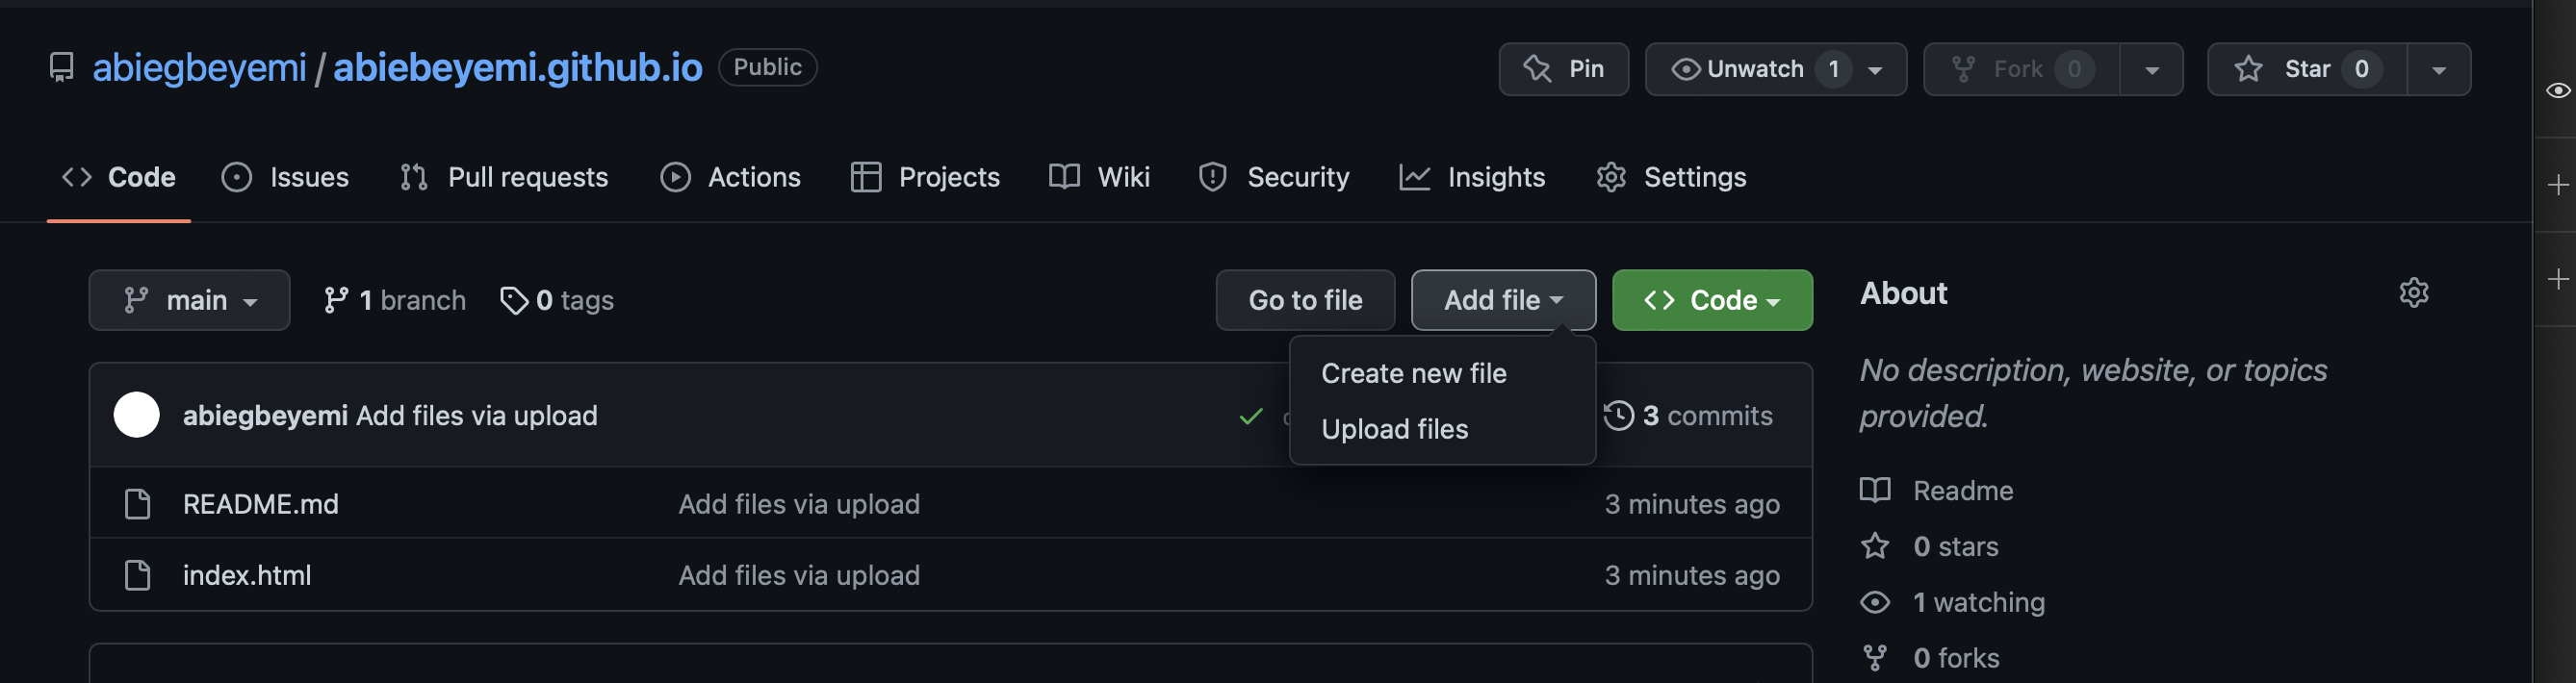 abiegbeyemi / abiebeyemi.github.io Public
Pin Unwatch 1 Fork 0 Star 0
Code Issues Pull requests Actions Projects Wiki Security Insights Settings
main 1 branch 0 tags Go to file Add file Code
Create new file
Upload files
abiegbeyemi Add files via upload 3 commits
README.md Add files via upload 3 minutes ago
index.html Add files via upload 3 minutes ago
About
No description, website, or topics
provided.
Readme
0 stars
1 watching
0 forks